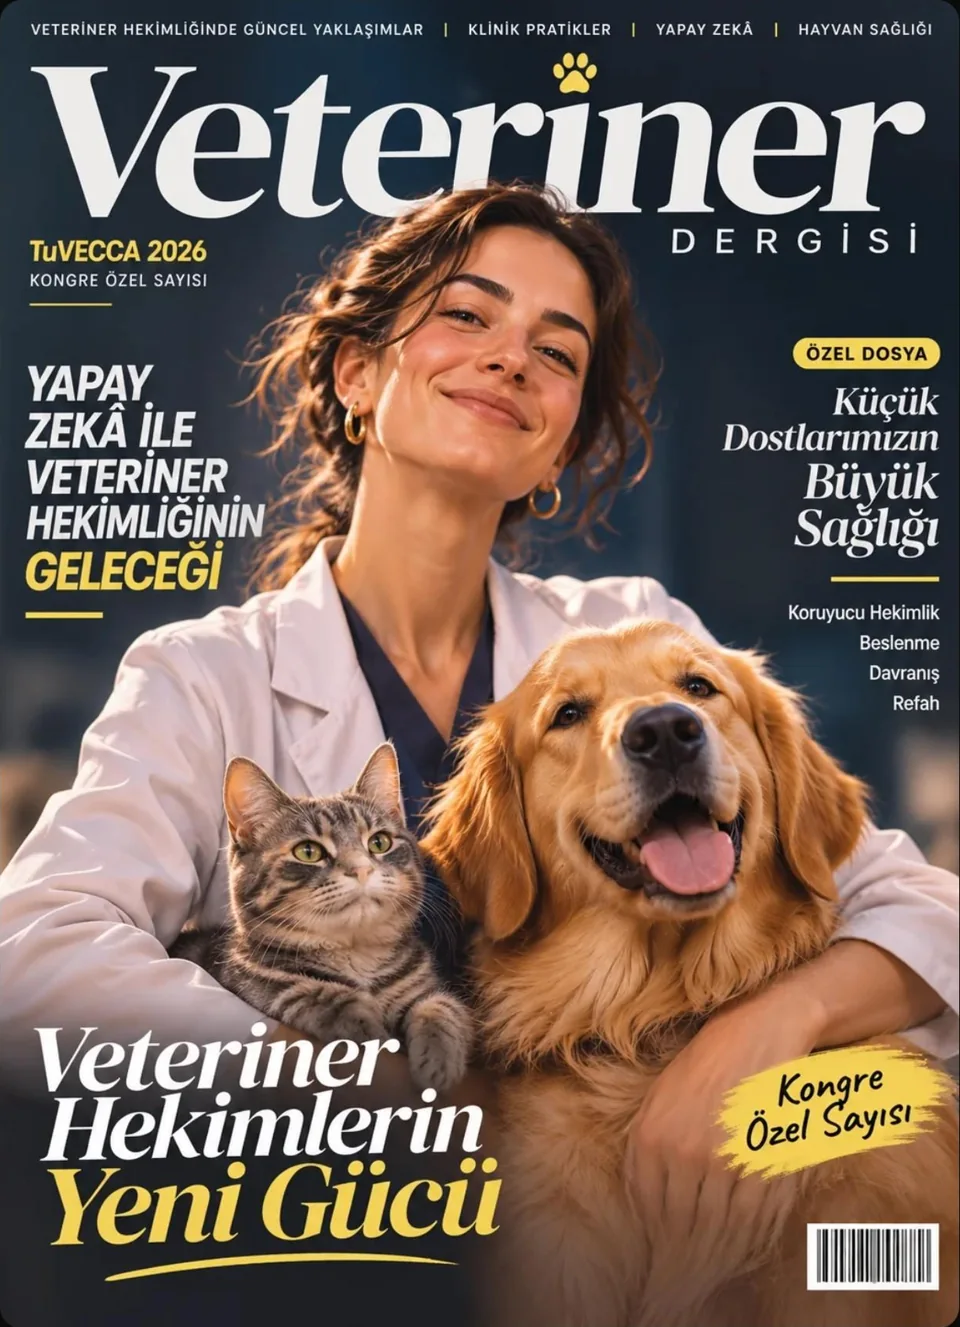 VETERİNER HEKİMLİĞİNDE GÜNCEL YAKLAŞIMLAR | KLİNİK PRATİKLER | YAPAY ZEKÂ | HAYVAN SAĞLIĞI
Veteriner
DERGİSİ
TuVECCA 2026
KONGRE ÖZEL SAYISI
YAPAY
ZEKÂ İLE
VETERİNER
HEKİMLİĞİNİN
GELECEĞİ
ÖZEL DOSYA
Küçük
Dostlarımızın
Büyük
Sağlığı
Koruyucu Hekimlik
Beslenme
Davranış
Refah
Veteriner
Hekimlerin
Yeni Gücü
Kongre
Özel Sayısı